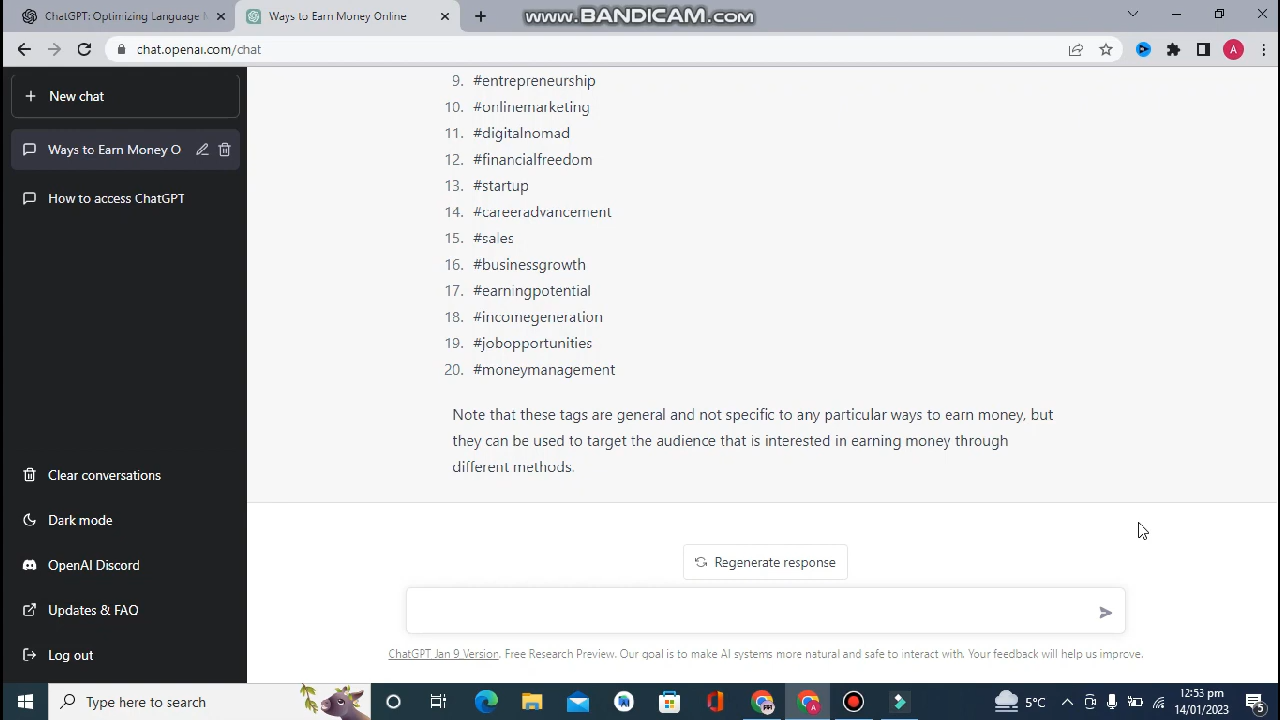 ChatGPT: Optimizing Language M
Ways to Earn Money Online
www.BANDICAM.com
chat.openai.com/chat
A
New chat
Ways to Earn Money O
How to access ChatGPT
9. #entrepreneurship
10. #onlinemarketing
11. #digitalnomad
12. #financialfreedom
13. #startup
14. #careeradvancement
15. #sales
16. #businessgrowth
17. #earningpotential
18. #incomegeneration
19. #jobopportunities
20. #moneymanagement
Note that these tags are general and not specific to any particular ways to earn money, but
they can be used to target the audience that is interested in earning money through
different methods.
Clear conversations
Dark mode
OpenAI Discord
Updates & FAQ
Log out
Regenerate response
ChatGPT Jan 9 Version. Free Research Preview. Our goal is to make AI systems more natural and safe to interact with. Your feedback will help us improve.
Type here to search
5°C
12:53 pm
14/01/2023
5